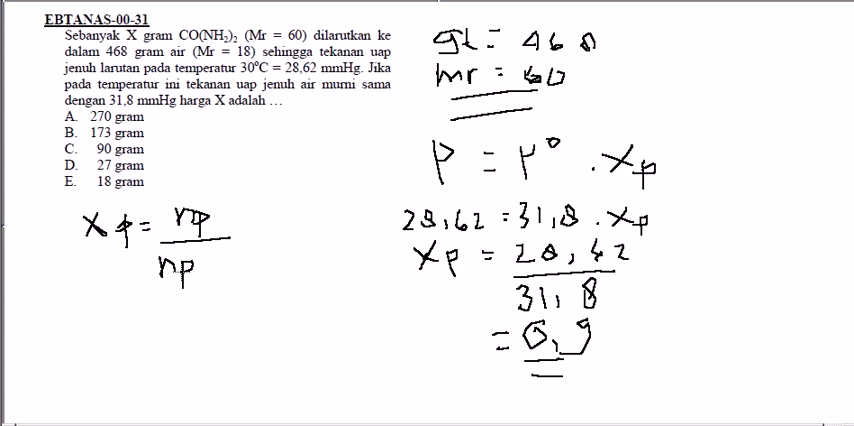 EBTANAS-00-31
Sebanyak X gram CO(NH₂)₂ (Mr = 60) dilarutkan ke
dalam 468 gram air (Mr = 18) sehingga tekanan uap
jenuh larutan pada temperatur 30°C = 28,62 mmHg. Jika
pada temperatur ini tekanan uap jenuh air murni sama
dengan 31,8 mmHg harga X adalah …
A. 270 gram
B. 173 gram
C. 90 gram
D. 27 gram
E. 18 gram
Xp = np
np
gt = 468
mr = 60
P = P° . Xp
28,62 = 31,8 . Xp
Xp = 28,62
31,8
= 0,9